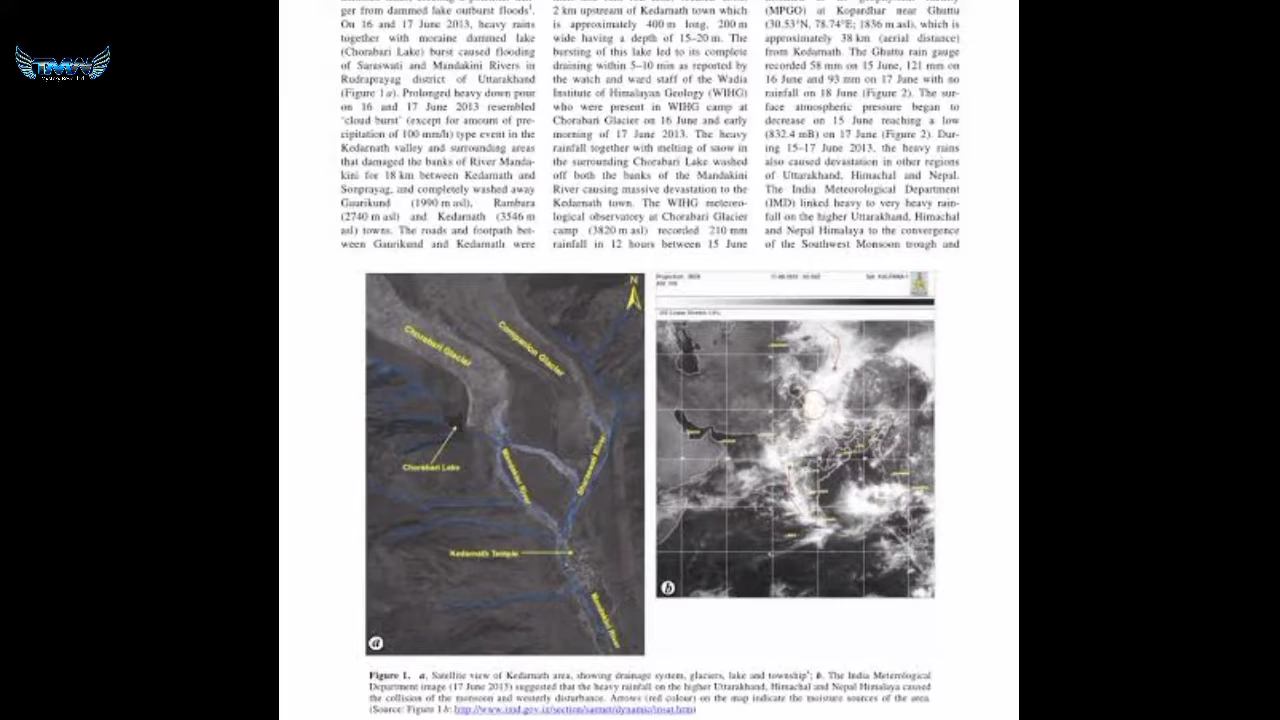 ger from dammed lake outburst floods¹.
On 16 and 17 June 2013, heavy rains
together with moraine dammed lake
(Chorabari Lake) burst caused flooding
of Saraswati and Mandakini Rivers in
Rudraprayag district of Uttarakhand
(Figure 1 a). Prolonged heavy down pour
on 16 and 17 June 2013 resembled
'cloud burst' (except for amount of pre-
cipitation of 100 mm/h) type event in the
Kedarnath valley and surrounding areas
that damaged the banks of River Manda-
kini for 18 km between Kedarnath and
Sonprayag, and completely washed away
Gaurikund (1990 m asl), Rambara
(2740 m asl) and Kedarnath (3546 m
asl) towns. The roads and footpath bet-
ween Gaurikund and Kedarnath were
2 km upstream of Kedarnath town which
is approximately 400 m long, 200 m
wide having a depth of 15–20 m. The
bursting of this lake led to its complete
draining within 5–10 min as reported by
the watch and ward staff of the Wadia
Institute of Himalayan Geology (WIHG)
who were present in WIHG camp at
Chorabari Glacier on 16 June and early
morning of 17 June 2013. The heavy
rainfall together with melting of snow in
the surrounding Chorabari Lake washed
off both the banks of the Mandakini
River causing massive devastation to the
Kedarnath town. The WIHG meteoro-
logical observatory at Chorabari Glacier
camp (3820 m asl) recorded 210 mm
rainfall in 12 hours between 15 June
(MPGO) at Kopardhar near Ghuttu
(30.53°N, 78.74°E; 1836 m asl), which is
approximately 38 km (aerial distance)
from Kedarnath. The Ghuttu rain gauge
recorded 58 mm on 15 June, 121 mm on
16 June and 93 mm on 17 June with no
rainfall on 18 June (Figure 2). The sur-
face atmospheric pressure began to
decrease on 15 June reaching a low
(832.4 mB) on 17 June (Figure 2). Dur-
ing 15–17 June 2013, the heavy rains
also caused devastation in other regions
of Uttarakhand, Himachal and Nepal.
The India Meteorological Department
(IMD) linked heavy to very heavy rain-
fall on the higher Uttarakhand, Himachal
and Nepal Himalaya to the convergence
of the Southwest Monsoon trough and
N
Chorabari Glacier
Companion Glacier
Chorabari Lake
Mandakini River
Saraswati River
Kedarnath Temple
Mandakini River
a
b
Figure 1. a, Satellite view of Kedarnath area, showing drainage system, glaciers, lake and township⁵; b, The India Meteorological
Department image (17 June 2013) suggested that the heavy rainfall on the higher Uttarakhand, Himachal and Nepal Himalaya caused
the collision of the monsoon and westerly disturbance. Arrows (red colour) on the map indicate the moisture sources of the area.
(Source: Figure 1 b: http://www.imd.gov.in/section/satmet/dynamic/insat.htm)